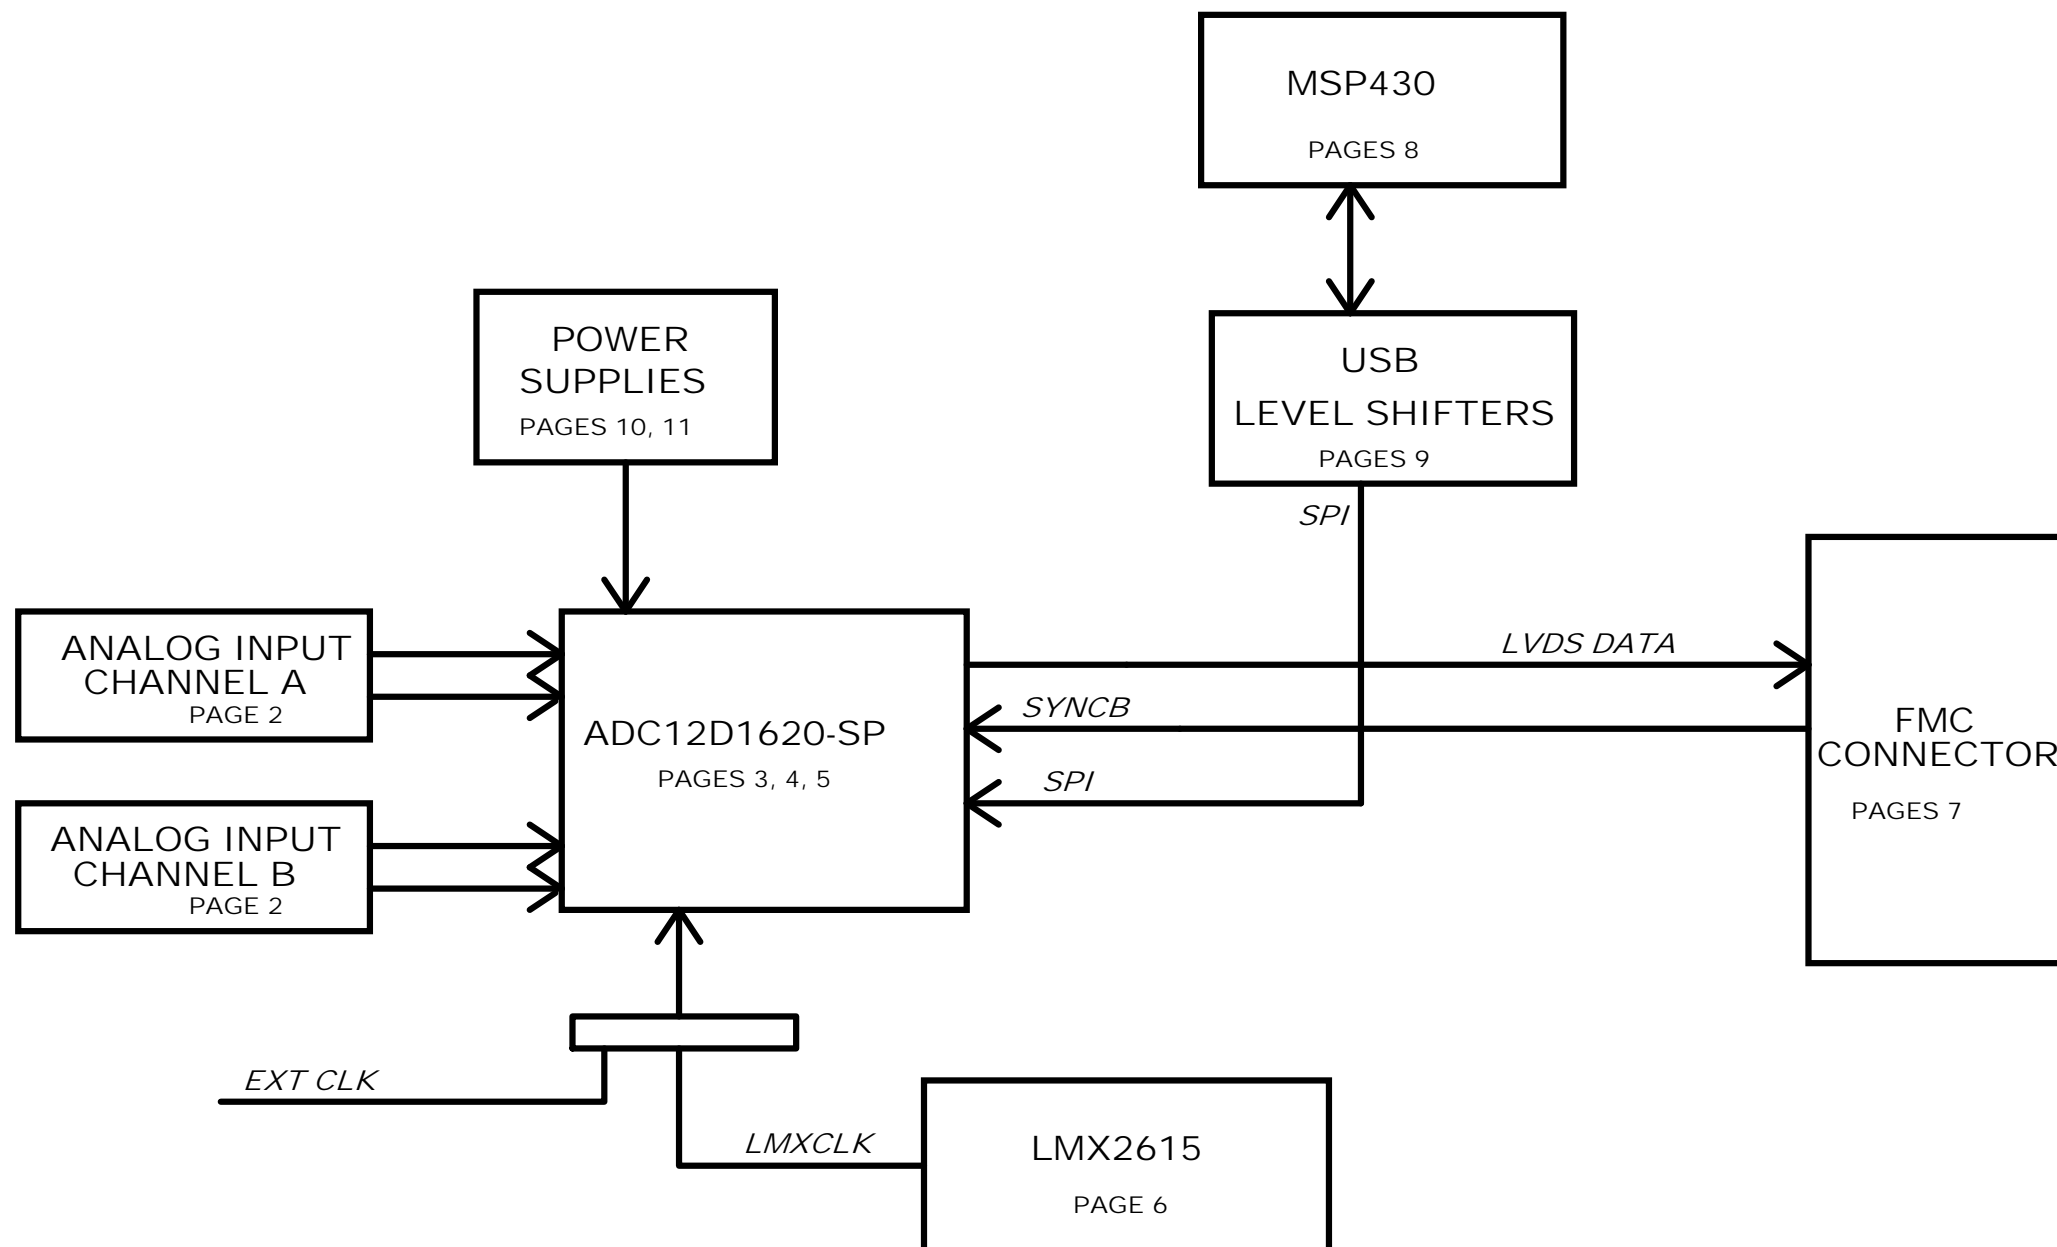 MSP430
PAGES 8
POWER
SUPPLIES
PAGES 10, 11
USB
LEVEL SHIFTERS
PAGES 9
SPI
ANALOG INPUT
CHANNEL A
PAGE 2
ADC12D1620-SP
PAGES 3, 4, 5
LVDS DATA
SYNCB
SPI
FMC
CONNECTOR
PAGES 7
ANALOG INPUT
CHANNEL B
PAGE 2
EXT CLK
LMXCLK
LMX2615
PAGE 6